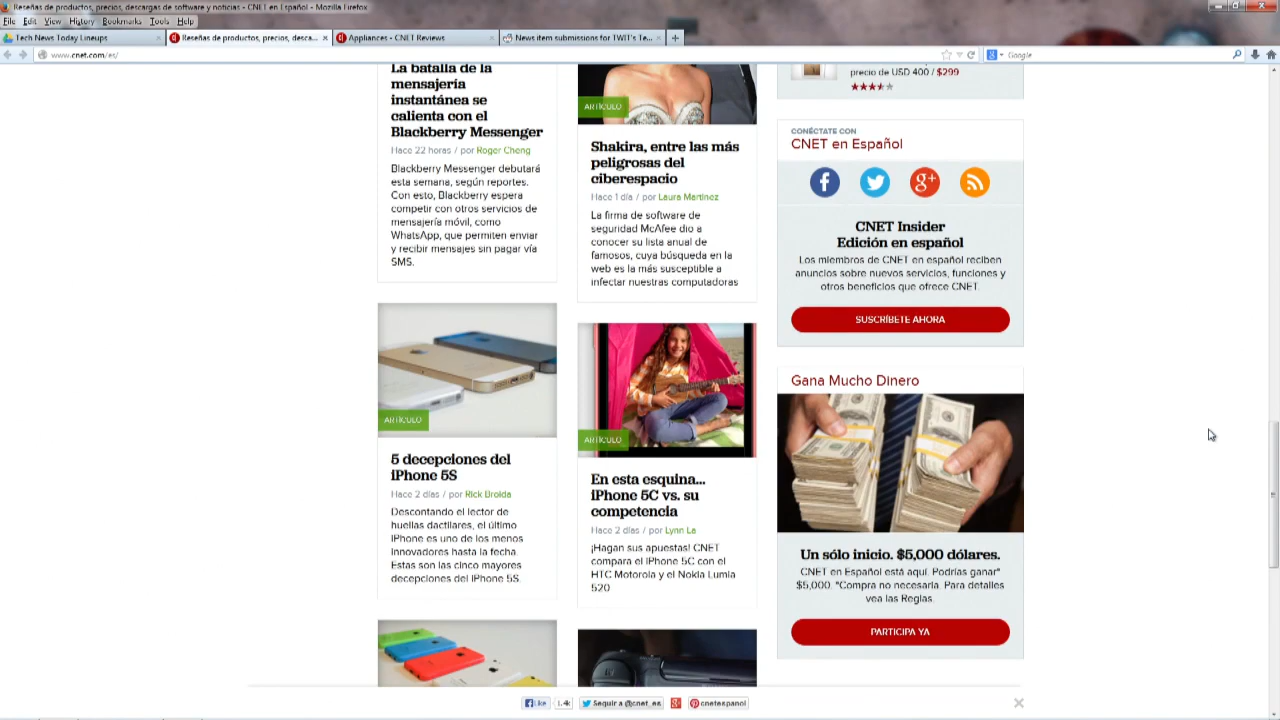 Reseñas de productos, precios, descargas de software y noticias - CNET en Español - Mozilla Firefox
File Edit View History Bookmarks Tools Help
Tech News Today Lineups
Reseñas de productos, precios, desca...
Appliances - CNET Reviews
News item submissions for TWiT's Te...
www.cnet.com/es/
Google
La batalla de la
mensajería
instantánea se
calienta con el
Blackberry Messenger
Hace 22 horas / por Roger Cheng
Blackberry Messenger debutará
esta semana, según reportes.
Con esto, Blackberry espera
competir con otros servicios de
mensajería móvil, como
WhatsApp, que permiten enviar
y recibir mensajes sin pagar vía
SMS.
ARTÍCULO
5 decepciones del
iPhone 5S
Hace 2 días / por Rick Broida
Descontando el lector de
huellas dactilares, el último
iPhone es uno de los menos
innovadores hasta la fecha.
Estas son las cinco mayores
decepciones del iPhone 5S.
ARTÍCULO
Shakira, entre las más
peligrosas del
ciberespacio
Hace 1 día / por Laura Martínez
La firma de software de
seguridad McAfee dio a
conocer su lista anual de
famosos, cuya búsqueda en la
web es la más susceptible a
infectar nuestras computadoras
ARTÍCULO
En esta esquina...
iPhone 5C vs. su
competencia
Hace 2 días / por Lynn La
¡Hagan sus apuestas! CNET
compara el iPhone 5C con el
HTC Motorola y el Nokia Lumia
520
precio de USD 400 / $299
CONÉCTATE CON
CNET en Español
CNET Insider
Edición en español
Los miembros de CNET en español reciben
anuncios sobre nuevos servicios, funciones y
otros beneficios que ofrece CNET.
SUSCRÍBETE AHORA
Gana Mucho Dinero
Un sólo inicio. $5,000 dólares.
CNET en Español está aquí. Podrías ganar*
$5,000. *Compra no necesaria. Para detalles
vea las Reglas.
PARTICIPA YA
Like 1.4k Seguir a @cnet_es cnetespanol